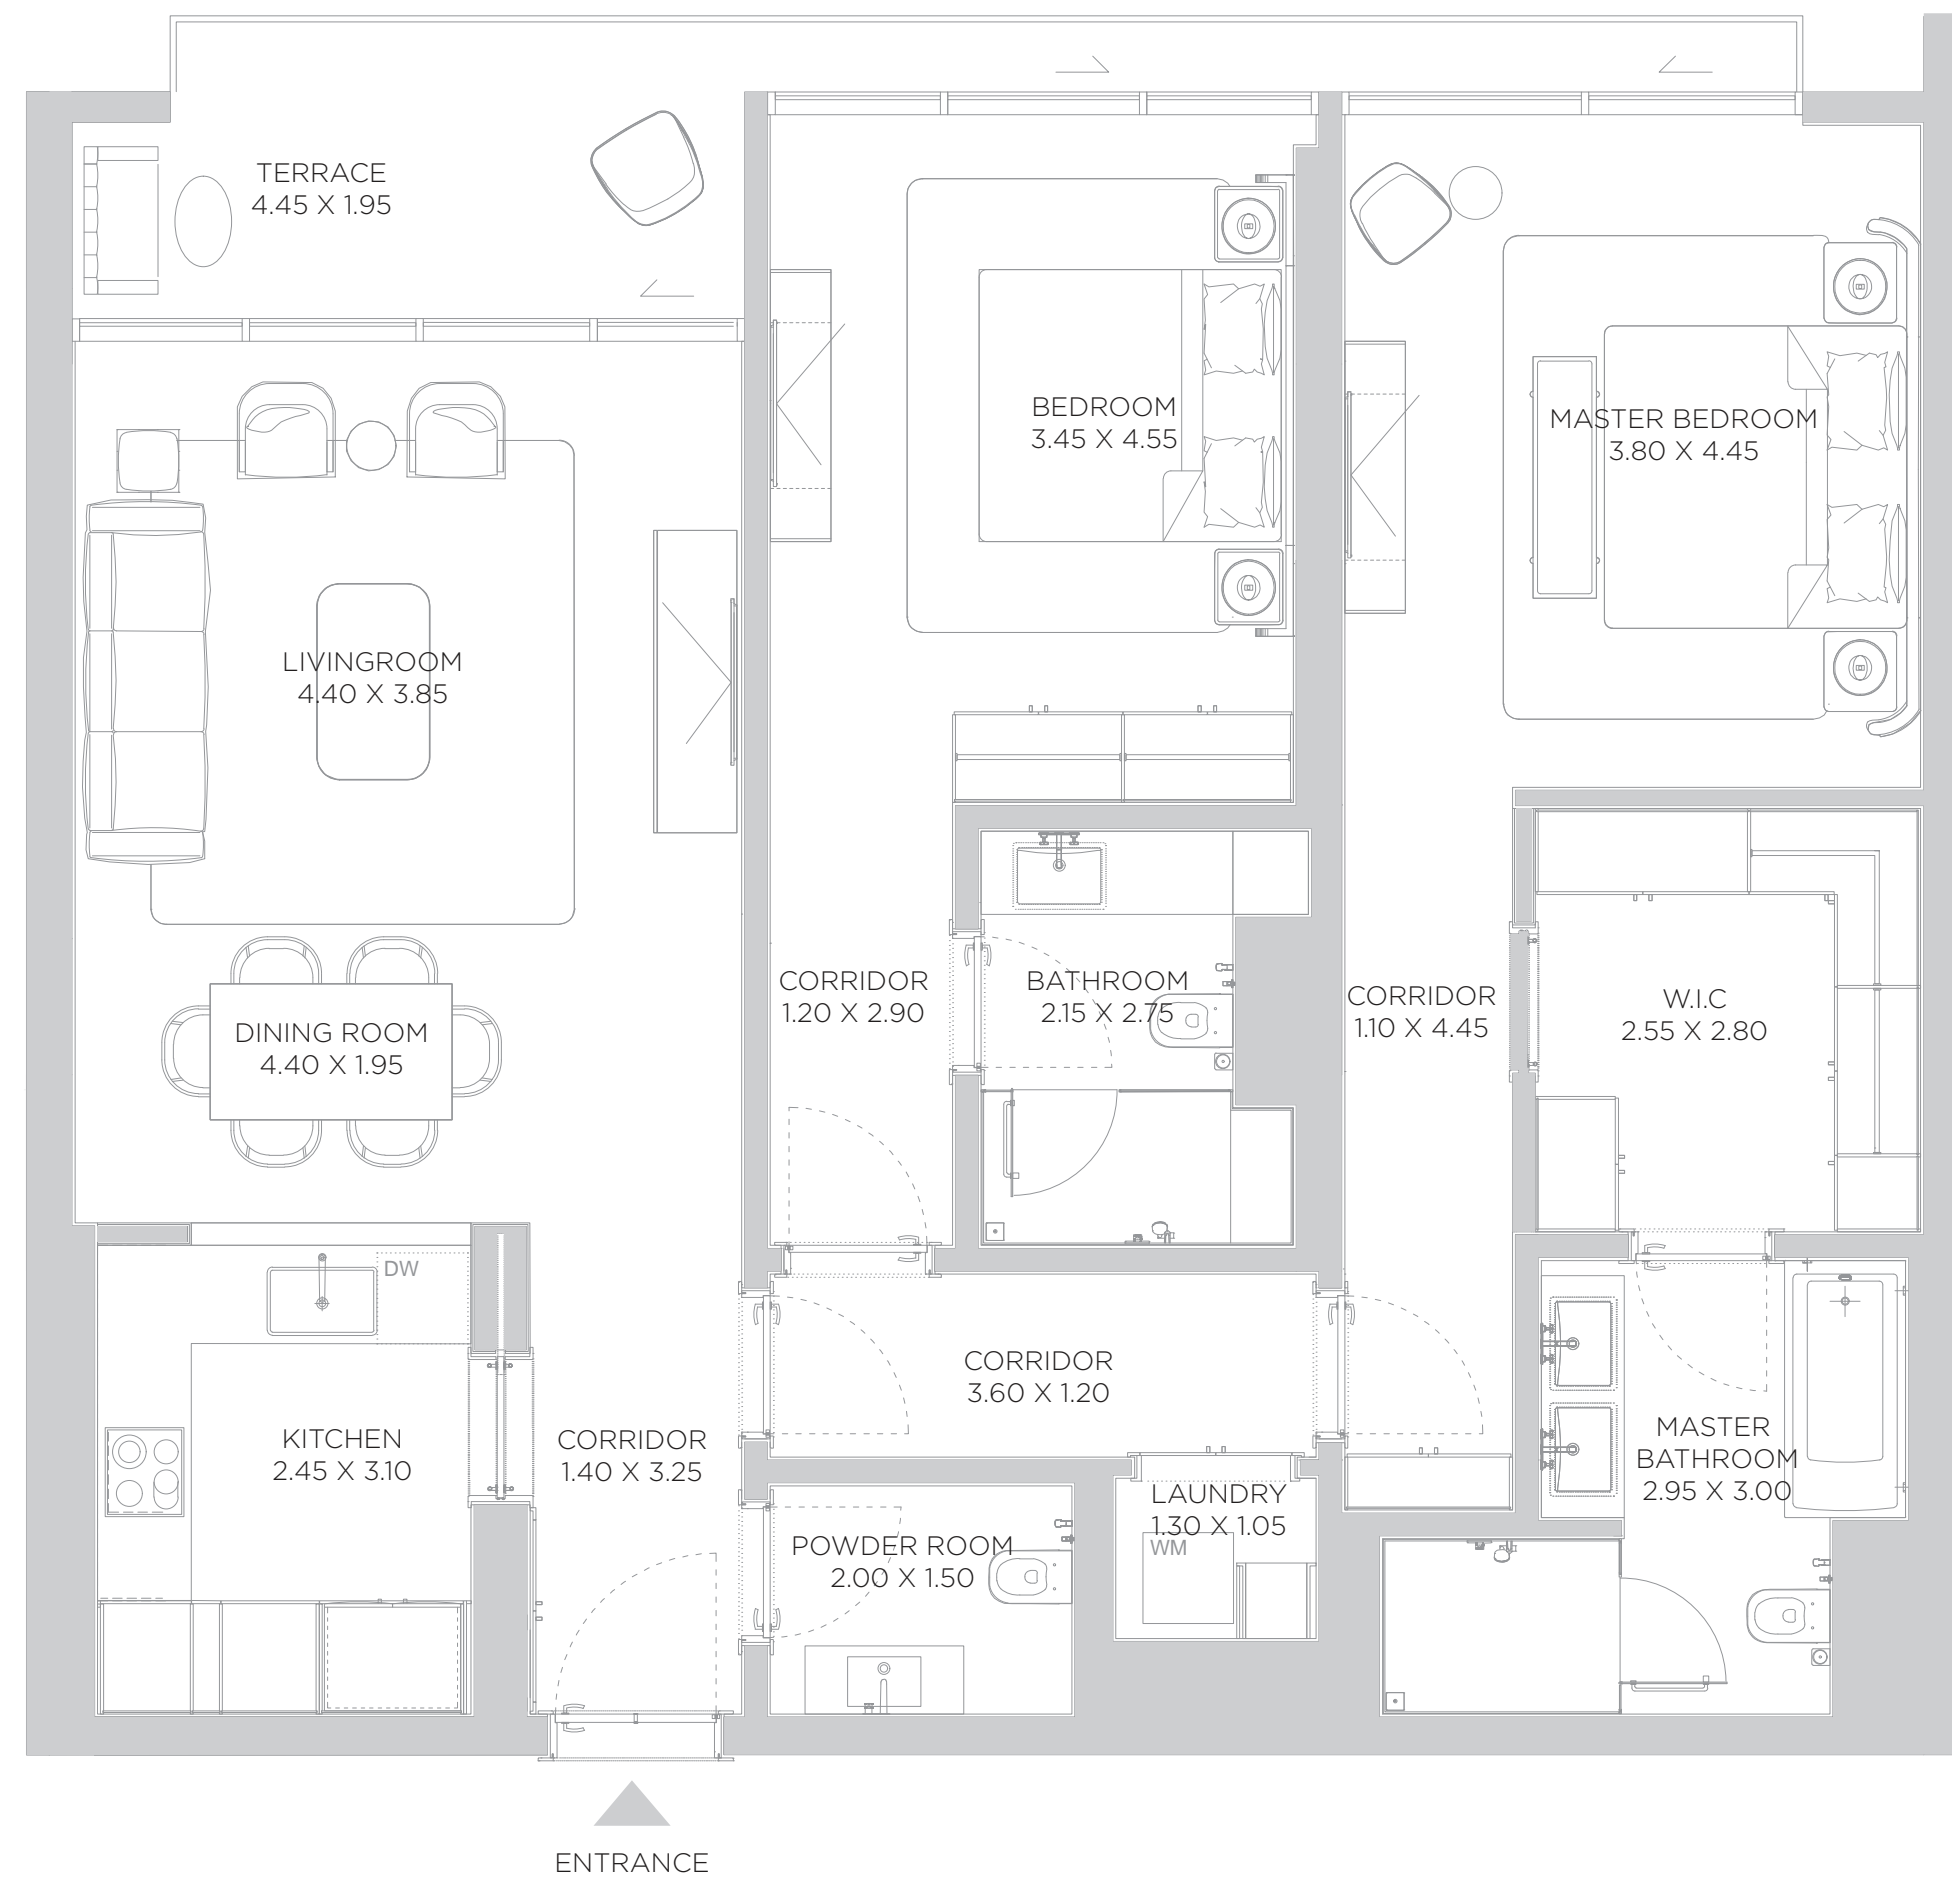 TERRACE
4.45 X 1.95
BEDROOM
3.45 X 4.55
MASTER BEDROOM
3.80 X 4.45
LIVINGROOM
4.40 X 3.85
DINING ROOM
4.40 X 1.95
CORRIDOR
1.20 X 2.90
BATHROOM
2.15 X 2.75
CORRIDOR
1.10 X 4.45
W.I.C
2.55 X 2.80
DW
KITCHEN
2.45 X 3.10
CORRIDOR
1.40 X 3.25
CORRIDOR
3.60 X 1.20
MASTER
BATHROOM
2.95 X 3.00
LAUNDRY
1.30 X 1.05
WM
POWDER ROOM
2.00 X 1.50
ENTRANCE